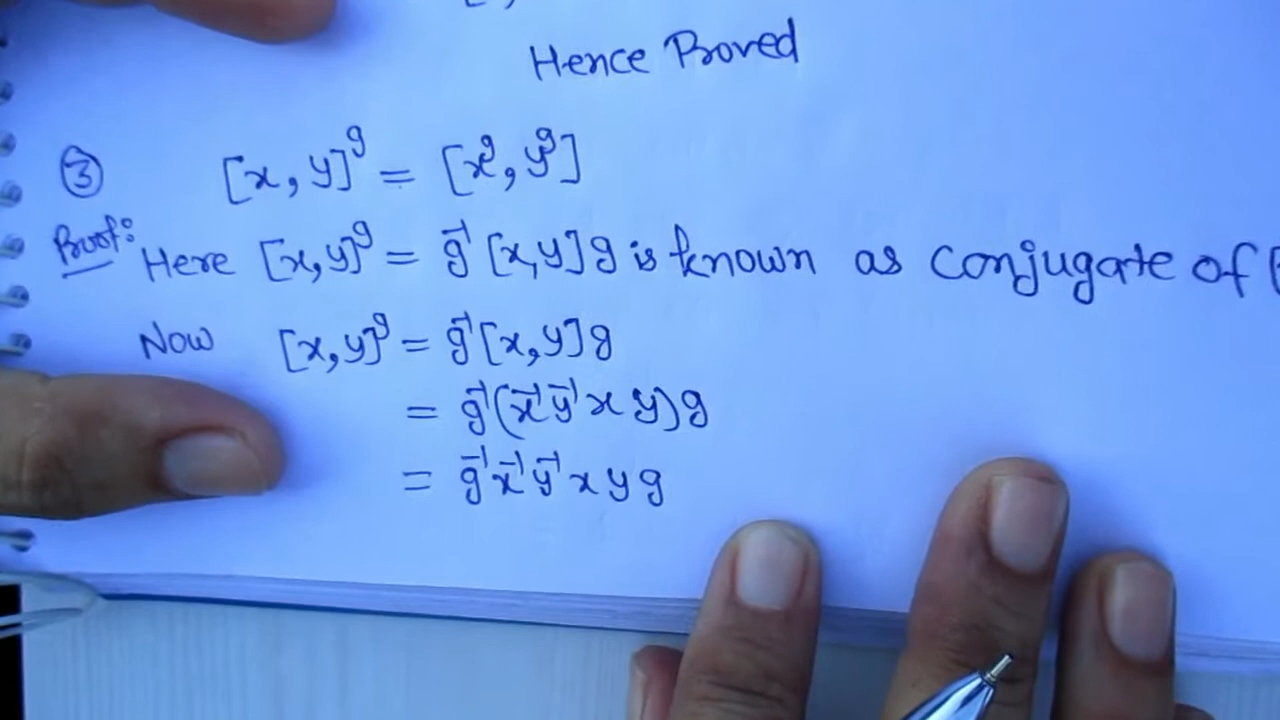 Hence Proved
③ [x, y]^g = [x^g, y^g]
Proof: Here [x,y]^g = g⁻¹ [x,y] g is known as conjugate of [
Now [x,y]^g = g⁻¹[x,y]g
= g⁻¹(x⁻¹y⁻¹xy)g
= g⁻¹x⁻¹y⁻¹xyg